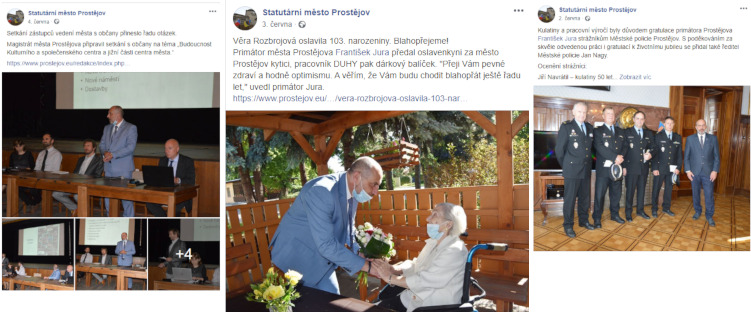 Statutární město Prostějov
4. června
Setkání zástupců vedení města s občany přineslo řadu otázek
Magistrát města Prostějova připravil setkání s občany na téma „Budoucnost
Kulturního a společenského centra a jižní části centra města."
https://www.prostejov.eu/redakce/index.php...
• Nové náměstí
• Dostavby
+4
Statutární město Prostějov
3. června
Věra Rozbrojová oslavila 103. narozeniny. Blahopřejeme!
Primátor města Prostějova František Jura předal oslavenkyni za město
Prostějov kytici, pracovník DUHY pak dárkový balíček. "Přeji Vám pevné
zdraví a hodně optimismu. A věřím, že Vám budu chodit blahopřát ještě řadu
let," uvedl primátor Jura.
https://www.prostejov.eu/.../vera-rozbrojova-oslavila-103-nar...
Statutární město Prostějov
2. června
Kulatiny a pracovní výročí byly důvodem gratulace primátora Prostějova
František Jura strážníkům Městské policie Prostějov. S poděkováním za
skvěle odvedenou práci i gratulací k životnímu jubileu se přidal také ředitel
Městské policie Jan Nagy
Ocenění strážníci:
Jiří Navrátil – kulatiny 50 let... Zobrazit víc